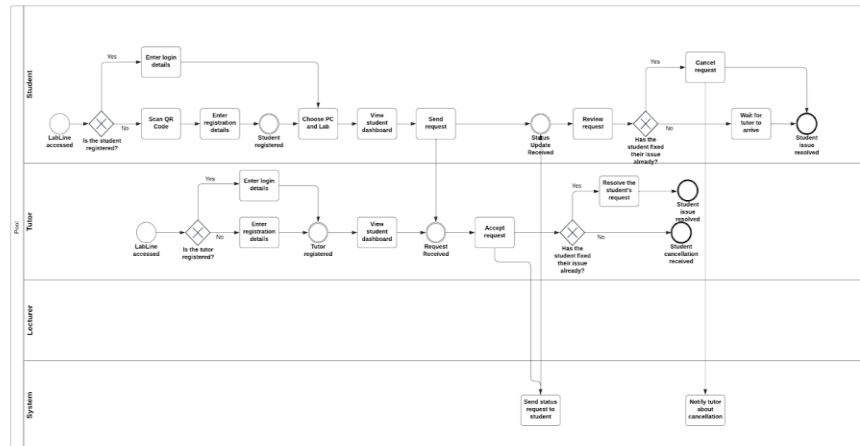 Pool
Student
LabLine
accessed
Is the student
registered?
Yes
No
Enter login
details
Scan QR
Code
Enter
registration
details
Student
registered
Choose PC
and Lab
View
student
dashboard
Send
request
Status
Update
Received
Review
request
Has the
student fixed
their issue
already?
Yes
No
Cancel
request
Wait for
tutor to
arrive
Student
issue
resolved
Tutor
LabLine
accessed
Is the tutor
registered?
Yes
No
Enter login
details
Enter
registration
details
Tutor
registered
View
student
dashboard
Request
Received
Accept
request
Has the
student fixed
their issue
already?
Yes
No
Resolve the
student's
request
Student
issue
resolved
Student
cancellation
received
Lecturer
System
Send status
request to
student
Notify tutor
about
cancellation